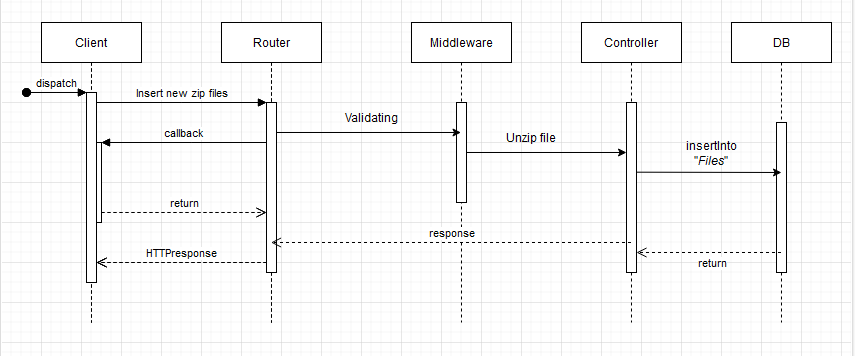 Client
Router
Middleware
Controller
DB
dispatch
Insert new zip files
Validating
callback
Unzip file
insertInto
"Files"
return
response
HTTPresponse
return